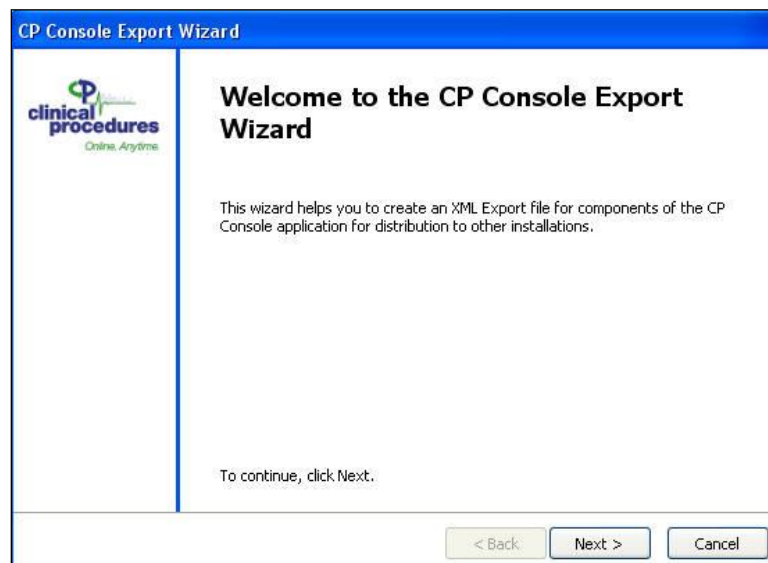 CP Console Export Wizard
CP
clinical
procedures
Online. Anytime.
Welcome to the CP Console Export
Wizard
This wizard helps you to create an XML Export file for components of the CP
Console application for distribution to other installations.
To continue, click Next.
< Back
Next >
Cancel